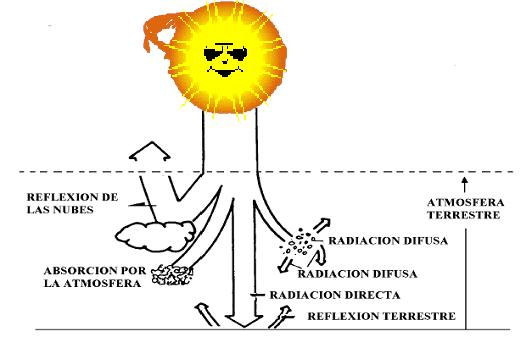 REFLEXION DE
LAS NUBES
ATMOSFERA
TERRESTRE
RADIACION DIFUSA
ABSORCION POR
LA ATMOSFERA
RADIACION DIFUSA
RADIACION DIRECTA
REFLEXION TERRESTRE